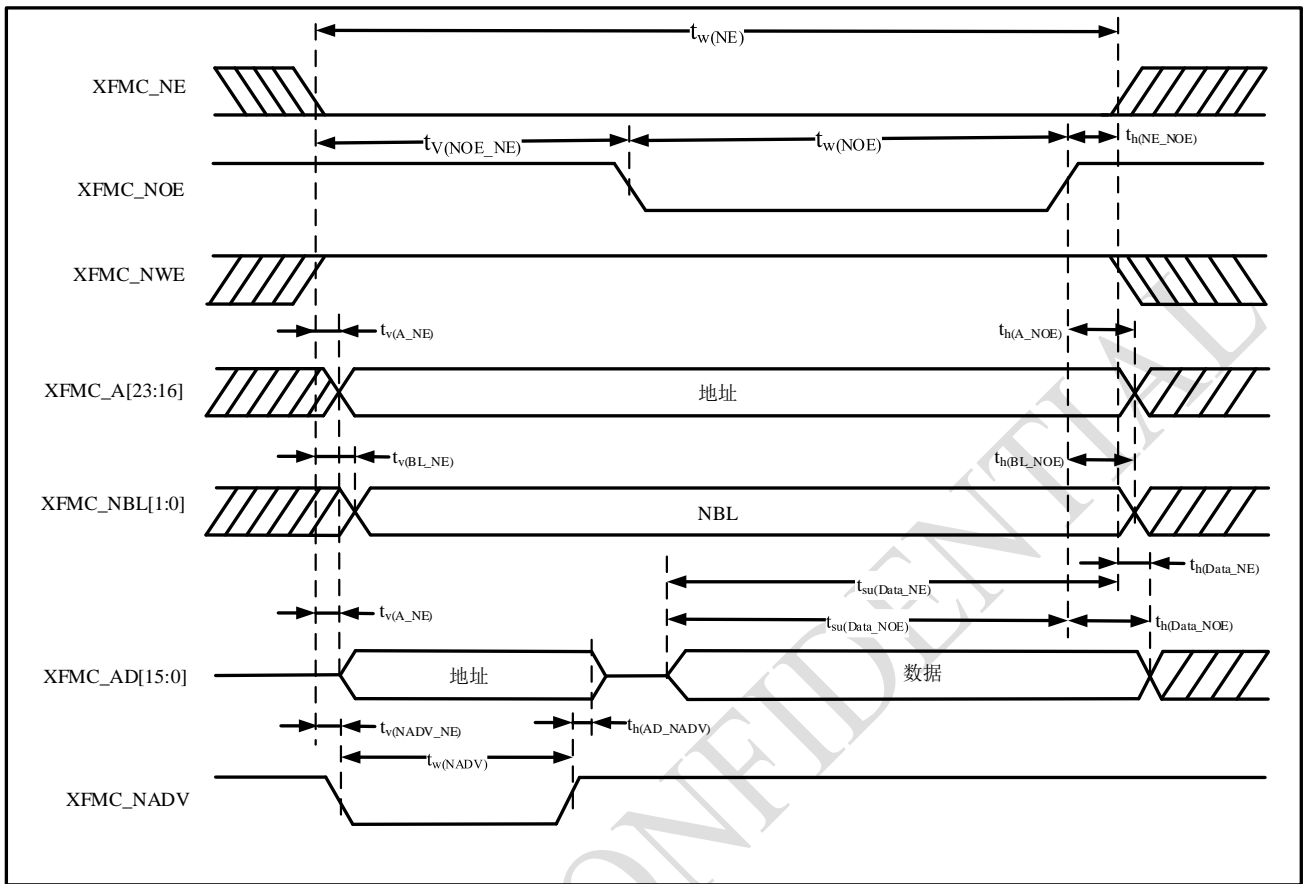 tw(NE)
XFMC_NE
tV(NOE_NE)
tw(NOE)
th(NE_NOE)
XFMC_NOE
XFMC_NWE
tv(A_NE)
th(A_NOE)
XFMC_A[23:16]
地址
tv(BL_NE)
th(BL_NOE)
XFMC_NBL[1:0]
NBL
tsu(Data_NE)
th(Data_NE)
tv(A_NE)
tsu(Data_NOE)
th(Data_NOE)
XFMC_AD[15:0]
地址
数据
tv(NADV_NE)
th(AD_NADV)
tw(NADV)
XFMC_NADV
ONFIDENTIAL